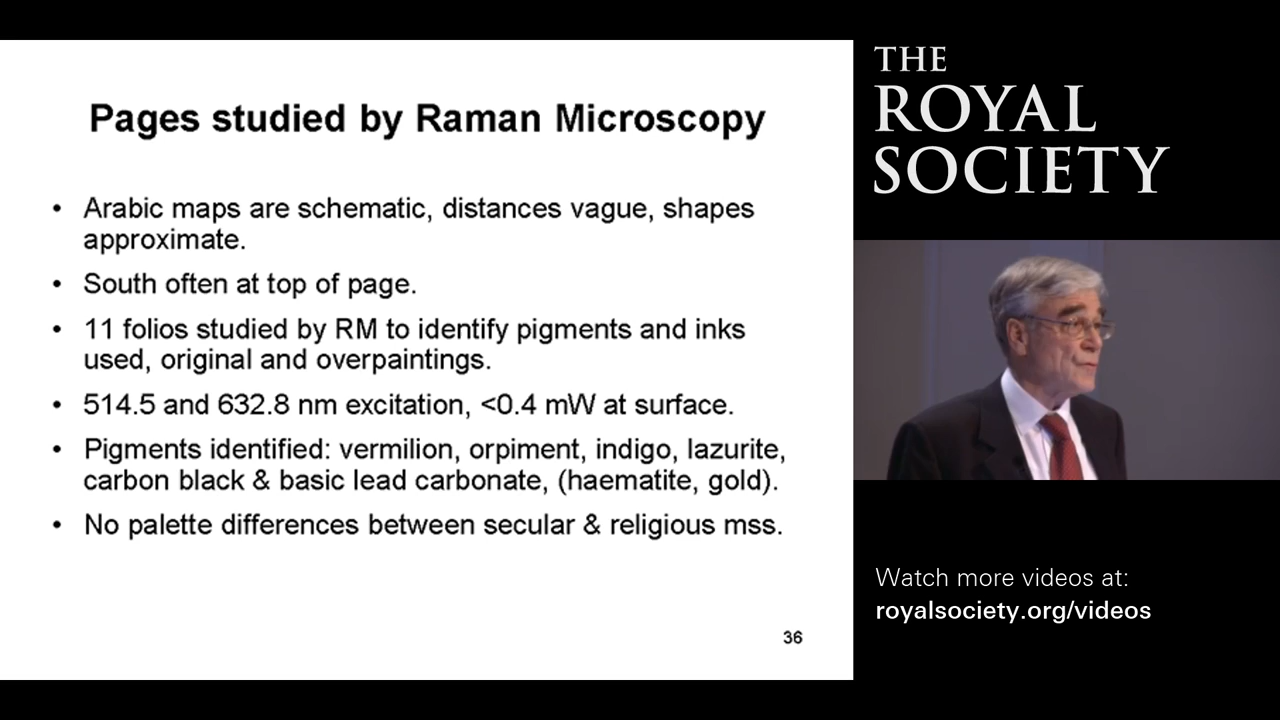 Pages studied by Raman Microscopy
• Arabic maps are schematic, distances vague, shapes
approximate.
• South often at top of page.
• 11 folios studied by RM to identify pigments and inks
used, original and overpaintings.
• 514.5 and 632.8 nm excitation, <0.4 mW at surface.
• Pigments identified: vermilion, orpiment, indigo, lazurite,
carbon black & basic lead carbonate, (haematite, gold).
• No palette differences between secular & religious mss.
36
THE
ROYAL
SOCIETY
Watch more videos at:
royalsociety.org/videos